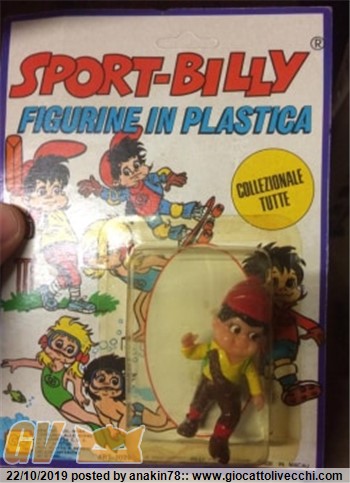 SPORT-BILLY ®
FIGURINE IN PLASTICA
COLLEZIONALE
TUTTE
GV
22/10/2019 posted by anakin78:: www.giocattolivecchi.com